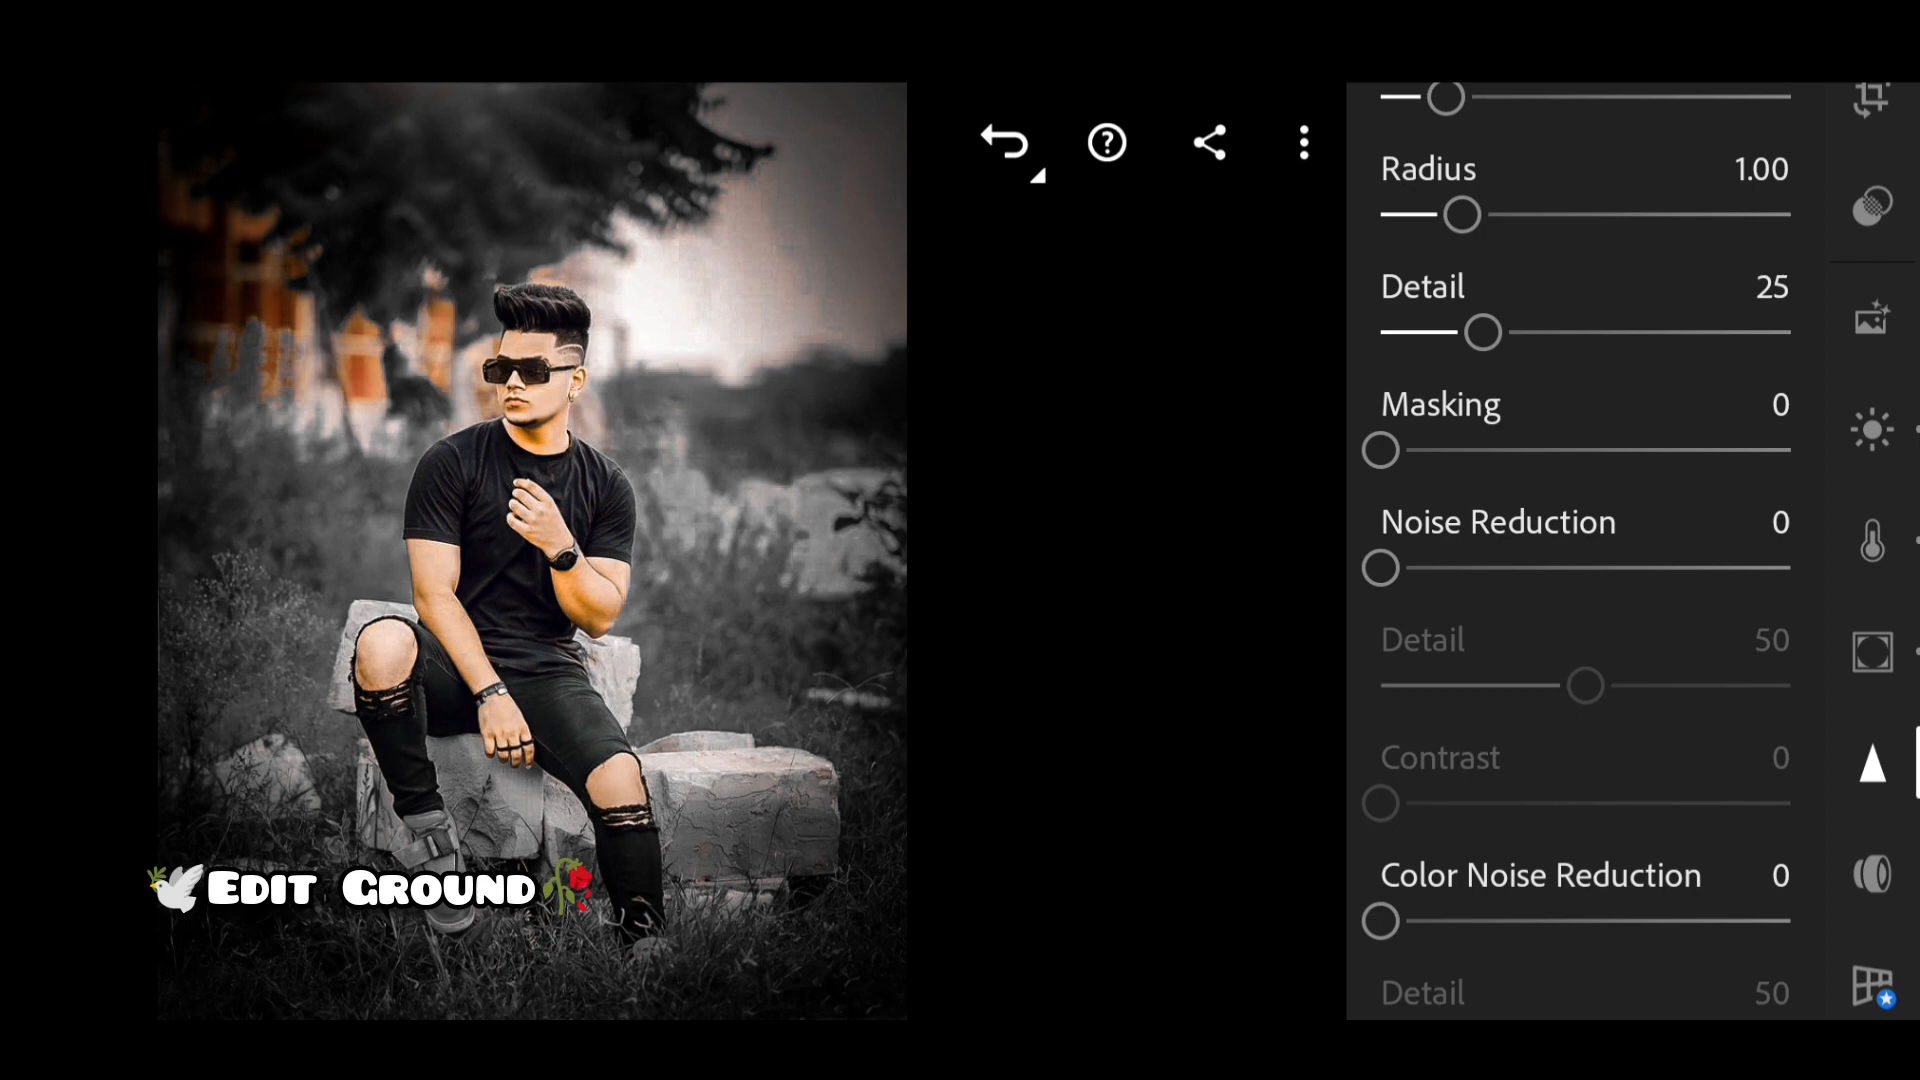 Radius 1.00
Detail 25
Masking 0
Noise Reduction 0
Detail 50
Contrast 0
Color Noise Reduction 0
Detail 50
🕊️EDIT GROUND🥀